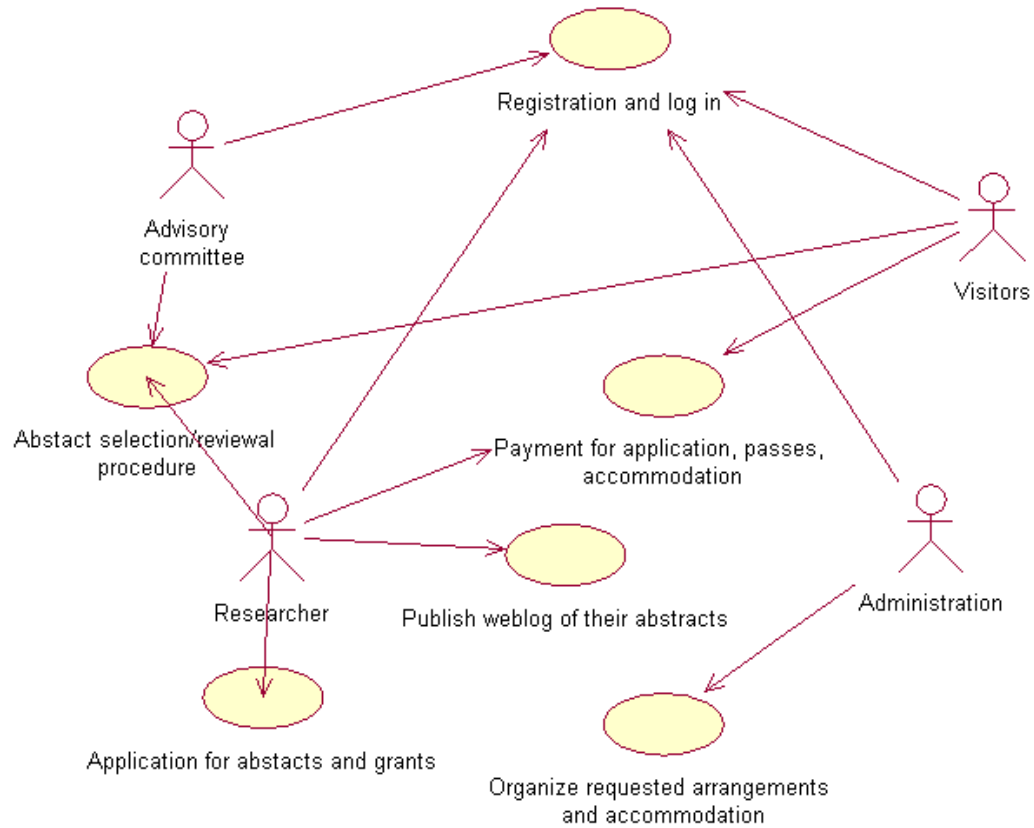 Registration and log in
Advisory
committee
Visitors
Abstact selection/reviewal
procedure
Payment for application, passes,
accommodation
Researcher
Publish weblog of their abstracts
Administration
Application for abstacts and grants
Organize requested arrangements
and accommodation